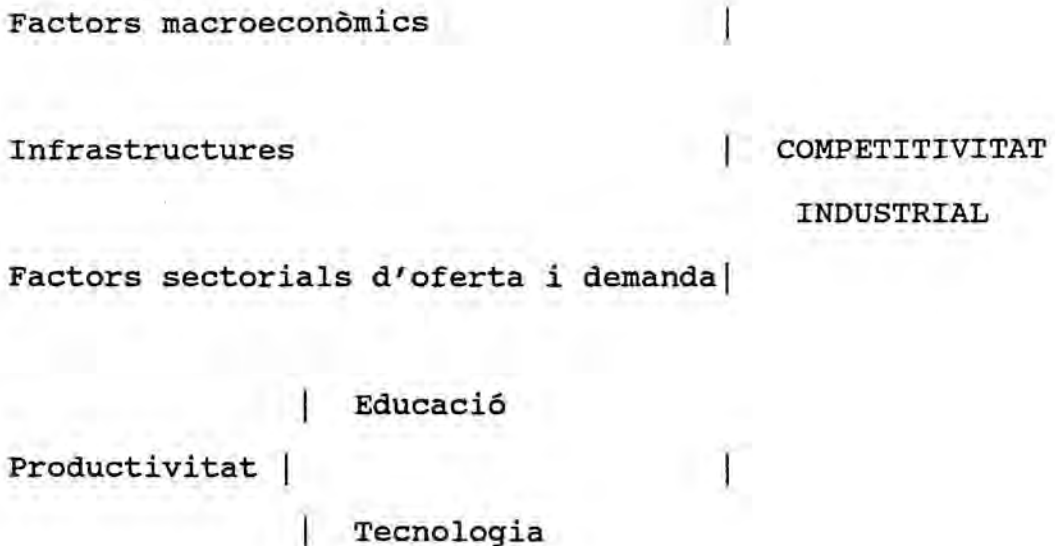 Factors macroeconòmics |
Infrastructures | COMPETITIVITAT
INDUSTRIAL
Factors sectorials d'oferta i demanda|
| Educació
Productivitat | |
| Tecnologia